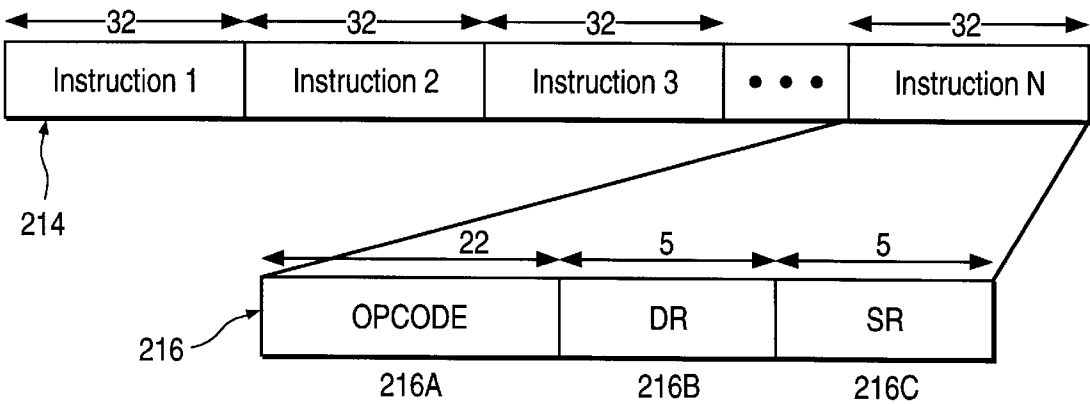 32 32 32 32
Instruction 1 Instruction 2 Instruction 3 • • • Instruction N
214
22 5 5
OPCODE DR SR
216
216A 216B 216C